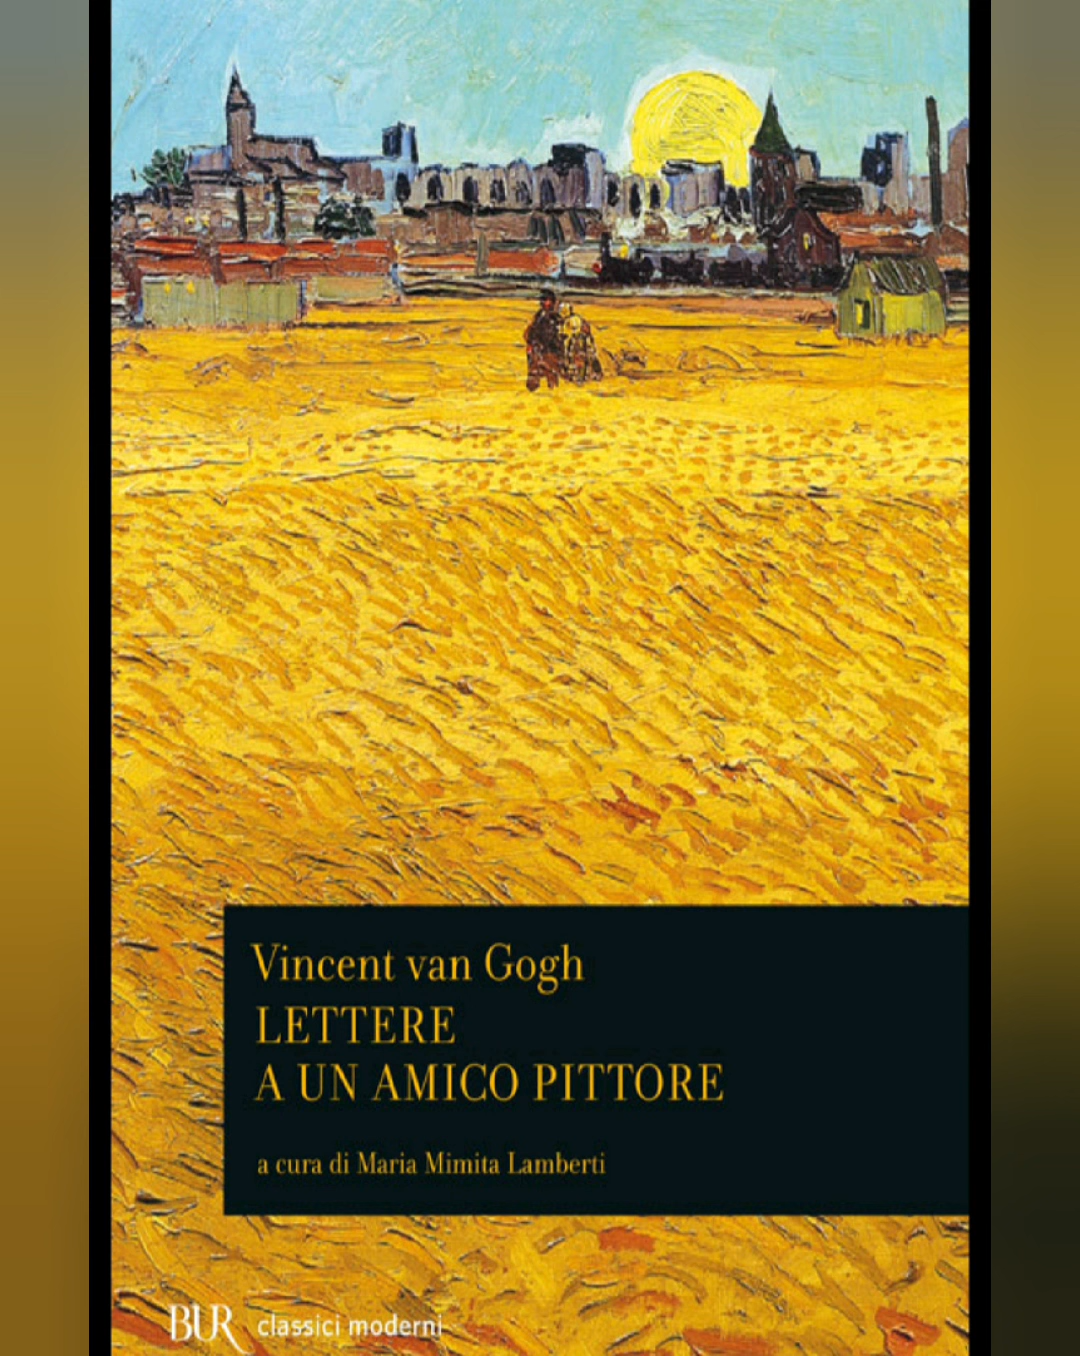 Vincent van Gogh
LETTERE
A UN AMICO PITTORE
a cura di Maria Mimita Lamberti
BUR classici moderni